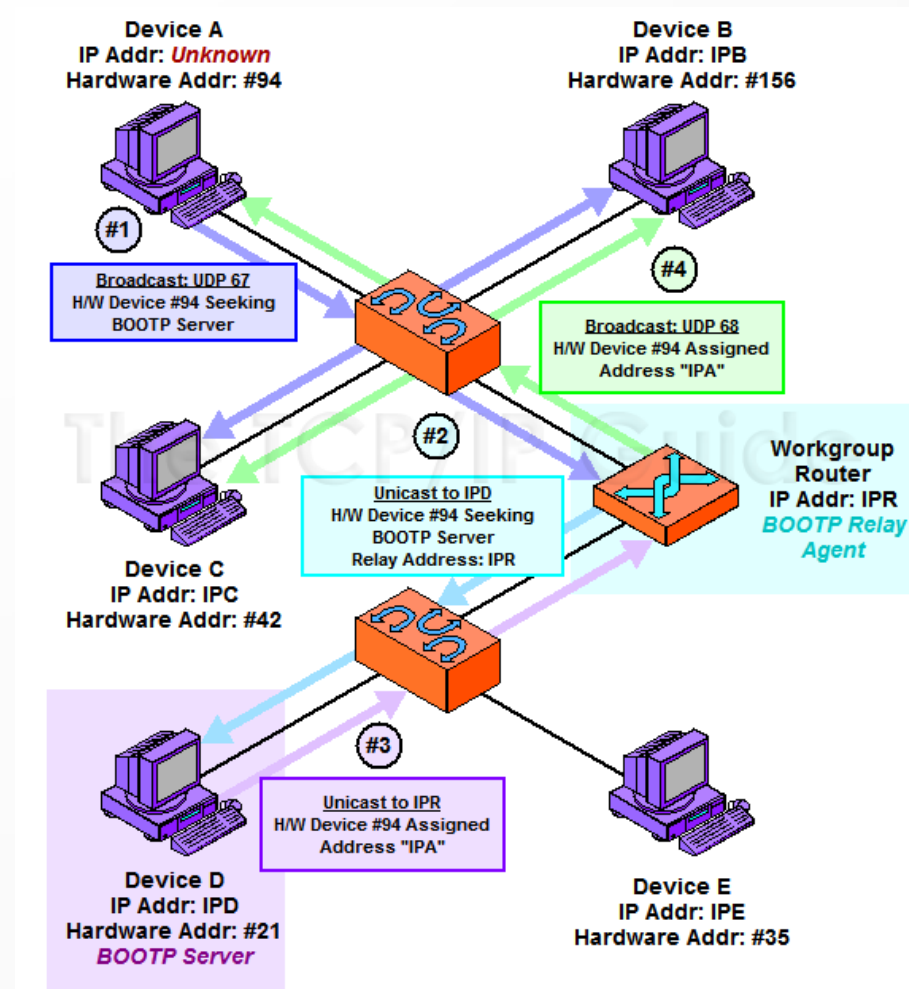 Device A
IP Addr: Unknown
Hardware Addr: #94
Device B
IP Addr: IPB
Hardware Addr: #156
#1
Broadcast: UDP 67
H/W Device #94 Seeking
BOOTP Server
#4
Broadcast: UDP 68
H/W Device #94 Assigned
Address "IPA"
The TCP/IP Guide
#2
Unicast to IPD
H/W Device #94 Seeking
BOOTP Server
Relay Address: IPR
Workgroup
Router
IP Addr: IPR
BOOTP Relay
Agent
Device C
IP Addr: IPC
Hardware Addr: #42
#3
Unicast to IPR
H/W Device #94 Assigned
Address "IPA"
Device D
IP Addr: IPD
Hardware Addr: #21
BOOTP Server
Device E
IP Addr: IPE
Hardware Addr: #35